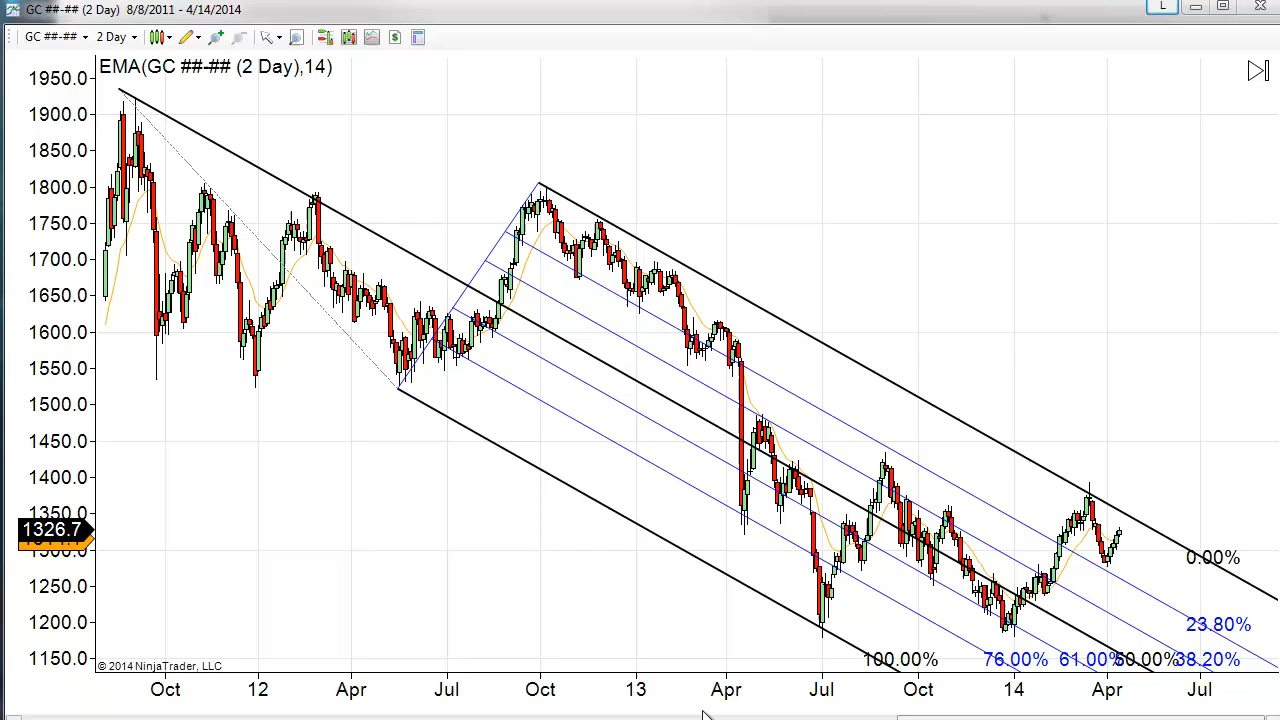 GC ##-## (2 Day) 8/8/2011 - 4/14/2014
L
GC ##-## 2 Day
EMA(GC ##-## (2 Day),14)
1950.0
1900.0
1850.0
1800.0
1750.0
1700.0
1650.0
1600.0
1550.0
1500.0
1450.0
1400.0
1350.0
1326.7
1300.0
1250.0
1200.0
1150.0
0.00%
23.80%
100.00% 76.00% 61.00% 50.00% 38.20%
© 2014 NinjaTrader, LLC
Oct 12 Apr Jul Oct 13 Apr Jul Oct 14 Apr Jul